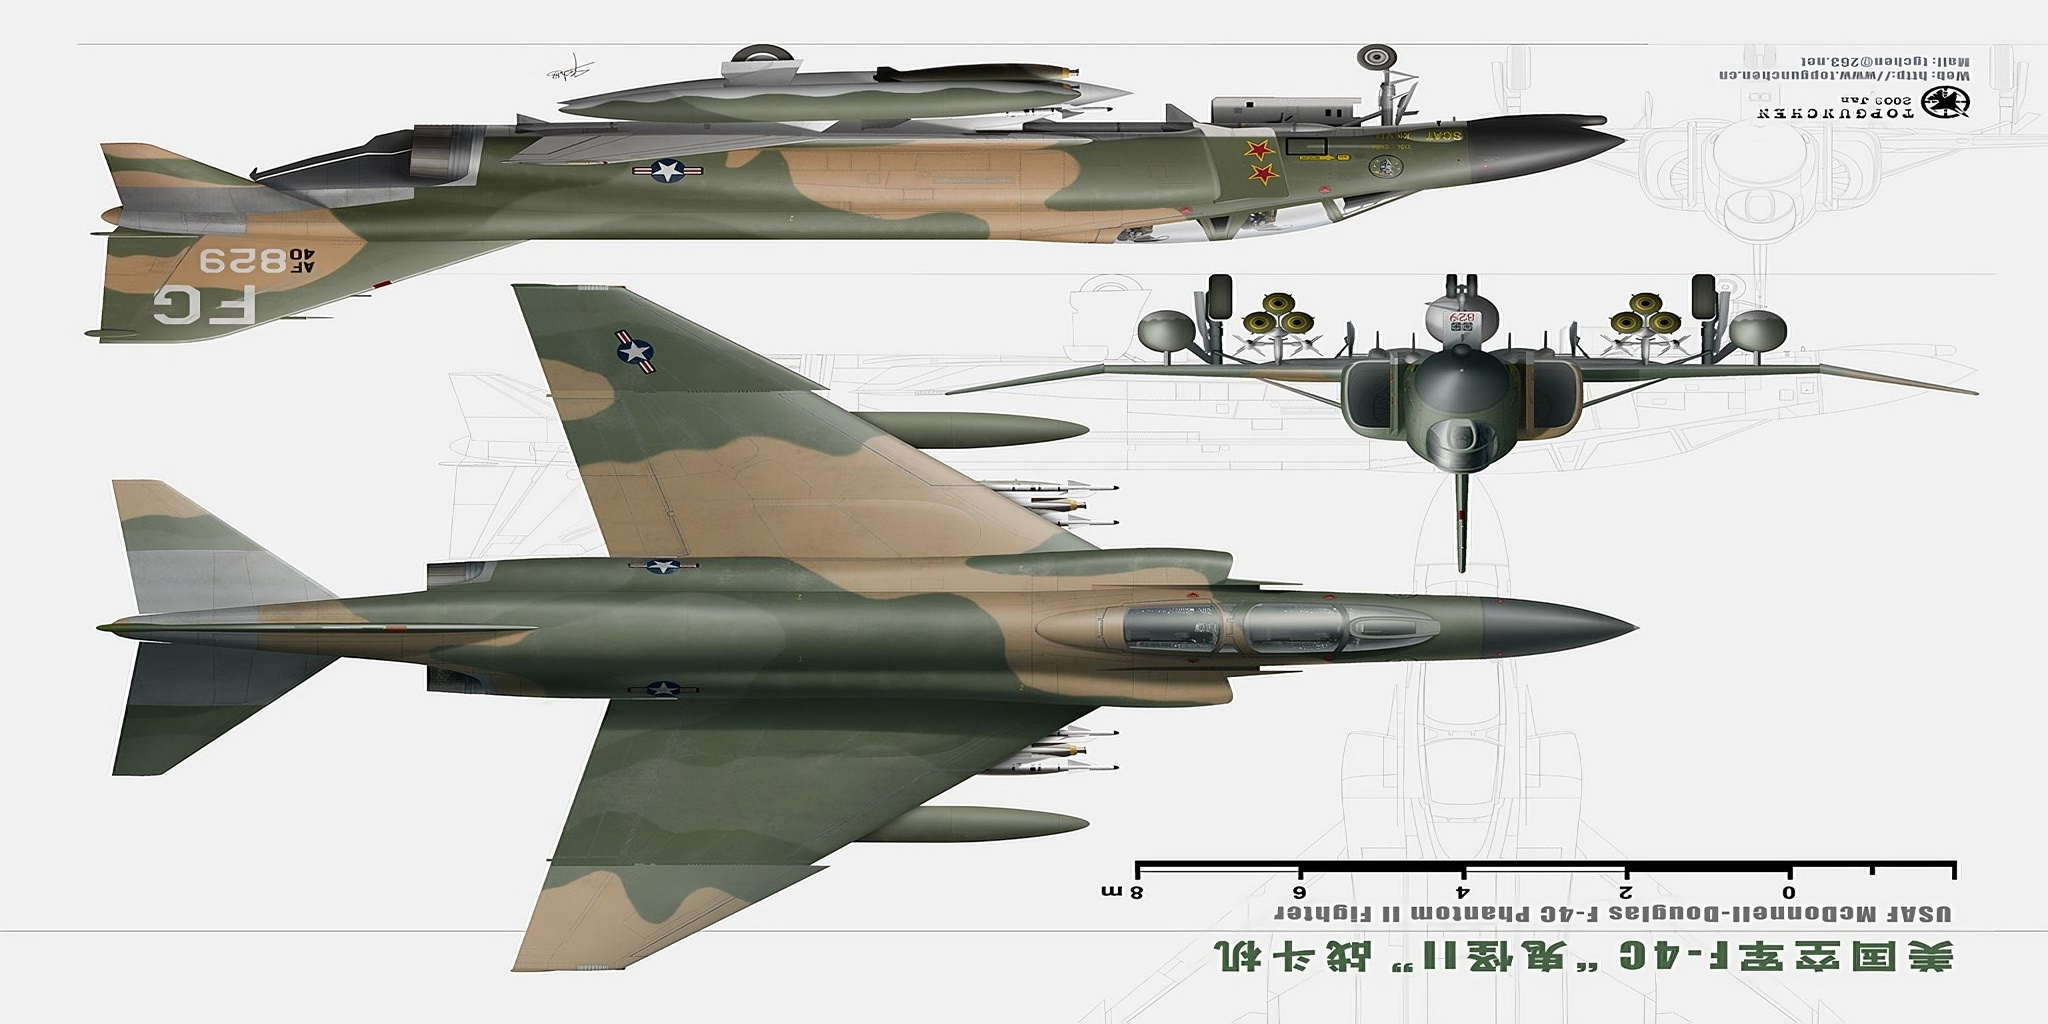 美国空军F-4C “鬼怪II” 战斗机
USAF McDonnell-Douglas F-4C Phantom II Fighter
0 2 4 6 8 m
FG
AF
40
829
SCAT
829
TOPGUNCHEN
2009 Jan
Web: http://www.topgunchen.cn
Mail: tgchen@263.net